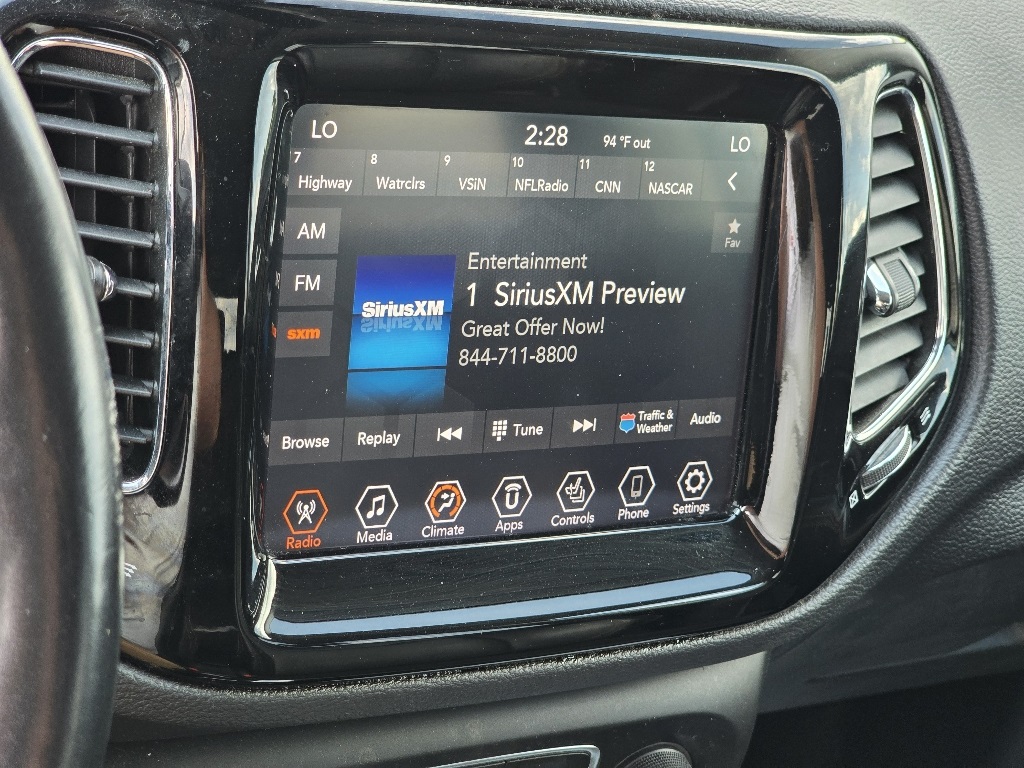 LO 2:28 94 °F out LO
7 8 9 10 11 12
Highway Watrclrs VSiN NFLRadio CNN NASCAR
AM
Fav
FM
sxm
SiriusXM
Entertainment
1 SiriusXM Preview
Great Offer Now!
844-711-8800
Browse Replay Tune Traffic & Weather Audio
Radio Media Climate Apps Controls Phone Settings